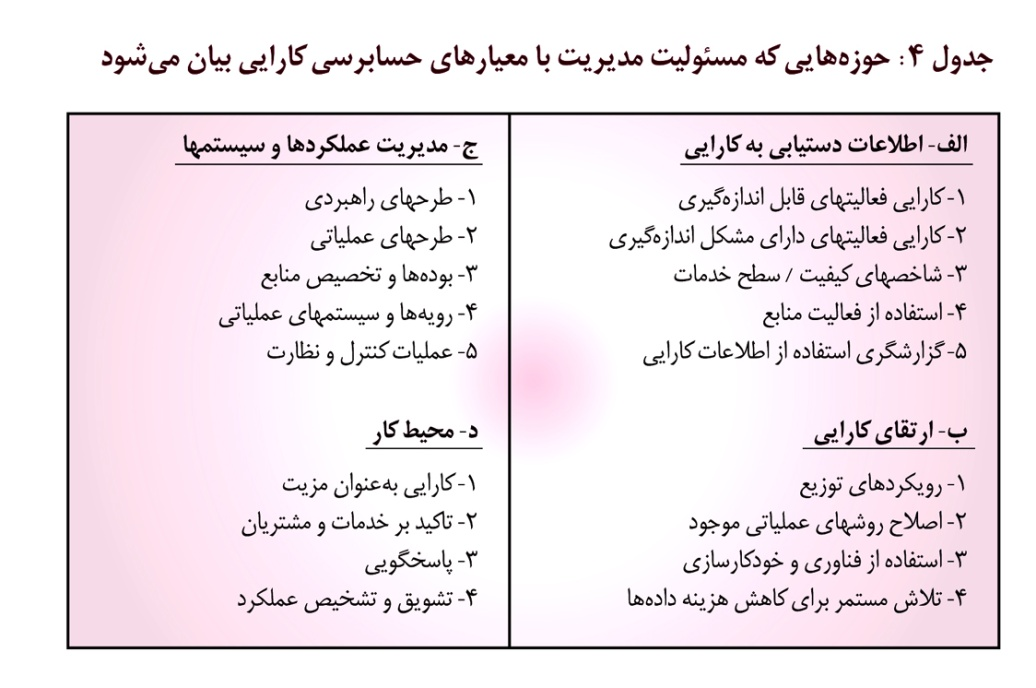 جدول ۴: حوزه‌هایی که مسئولیت مدیریت با معیارهای حسابرسی کارایی بیان می‌شود
الف- اطلاعات دستیابی به کارایی
۱- کارایی فعالیتهای قابل اندازه‌گیری
۲- کارایی فعالیتهای دارای مشکل اندازه‌گیری
۳- شاخصهای کیفیت / سطح خدمات
۴- استفاده از فعالیت منابع
۵- گزارشگری استفاده از اطلاعات کارایی
ب- ارتقای کارایی
۱- رویکردهای توزیع
۲- اصلاح روشهای عملیاتی موجود
۳- استفاده از فناوری و خودکارسازی
۴- تلاش مستمر برای کاهش هزینه داده‌ها
ج- مدیریت عملکردها و سیستمها
۱- طرحهای راهبردی
۲- طرحهای عملیاتی
۳- بوده‌ها و تخصیص منابع
۴- رویه‌ها و سیستمهای عملیاتی
۵- عملیات کنترل و نظارت
د- محیط کار
۱- کارایی به‌عنوان مزیت
۲- تاکید بر خدمات و مشتریان
۳- پاسخگویی
۴- تشویق و تشخیص عملکرد